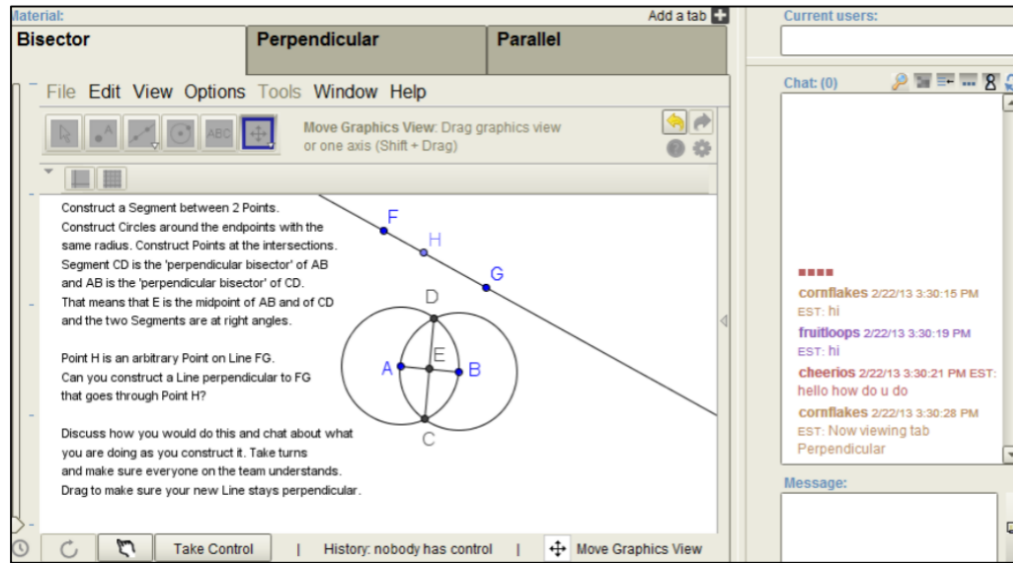 Material:
Add a tab
Current users:
Bisector
Perpendicular
Parallel
Chat: (0)
File Edit View Options Tools Window Help
ABC
Move Graphics View: Drag graphics view
or one axis (Shift + Drag)
Construct a Segment between 2 Points.
Construct Circles around the endpoints with the
same radius. Construct Points at the intersections.
Segment CD is the 'perpendicular bisector' of AB
and AB is the 'perpendicular bisector' of CD.
That means that E is the midpoint of AB and of CD
and the two Segments are at right angles.
Point H is an arbitrary Point on Line FG.
Can you construct a Line perpendicular to FG
that goes through Point H?
Discuss how you would do this and chat about what
you are doing as you construct it. Take turns
and make sure everyone on the team understands.
Drag to make sure your new Line stays perpendicular.
F
H
G
D
A
E
B
C
cornflakes 2/22/13 3:30:15 PM
EST: hi
fruitloops 2/22/13 3:30:19 PM
EST: hi
cheerios 2/22/13 3:30:21 PM EST:
hello how do u do
cornflakes 2/22/13 3:30:28 PM
EST: Now viewing tab
Perpendicular
Message:
Take Control | History: nobody has control | Move Graphics View